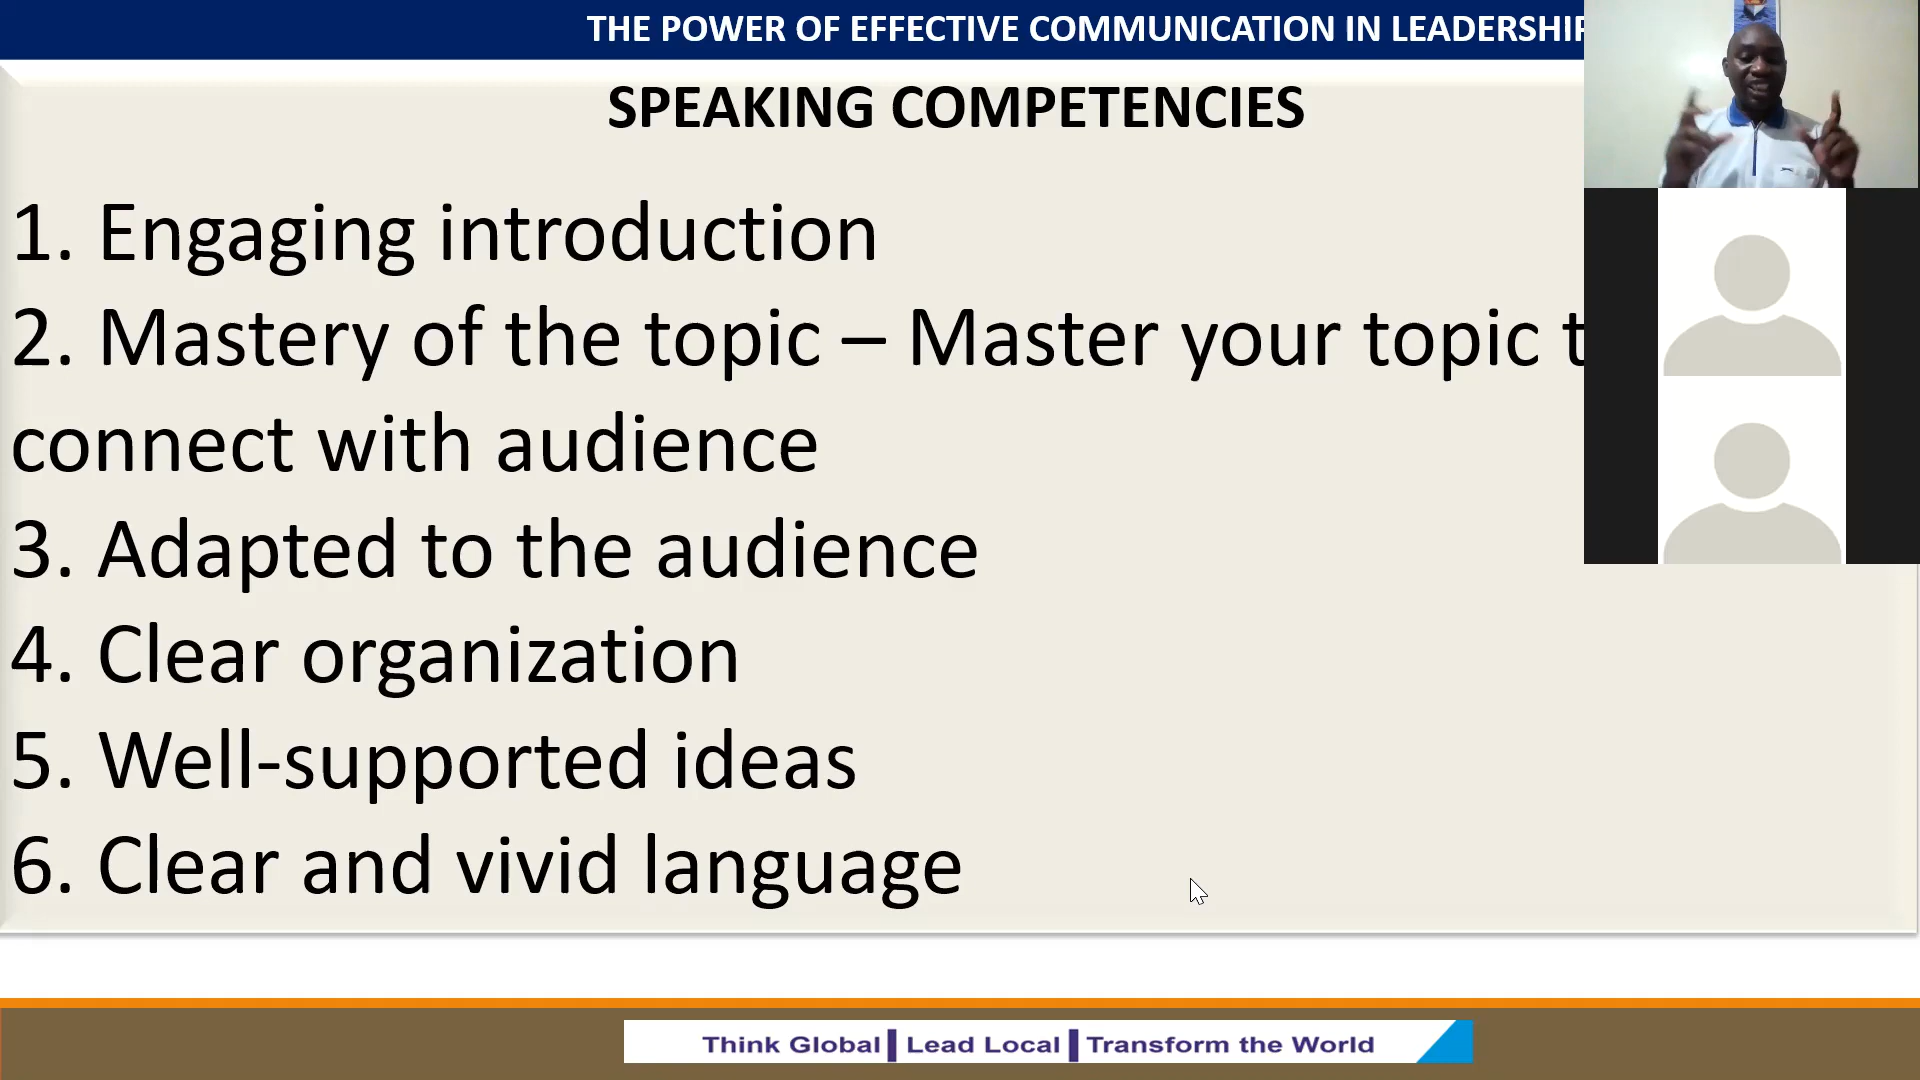 THE POWER OF EFFECTIVE COMMUNICATION IN LEADERSHIP
SPEAKING COMPETENCIES
1. Engaging introduction
2. Mastery of the topic – Master your topic t
connect with audience
3. Adapted to the audience
4. Clear organization
5. Well-supported ideas
6. Clear and vivid language
Think Global Lead Local Transform the World